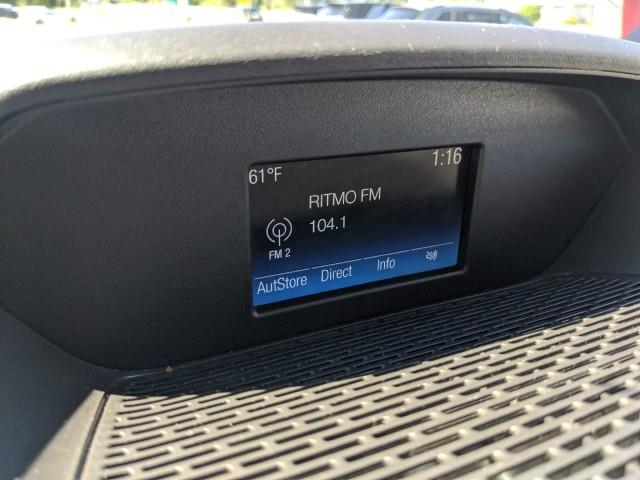 61°F 1:16
RITMO FM
104.1
FM 2
AutStore Direct Info